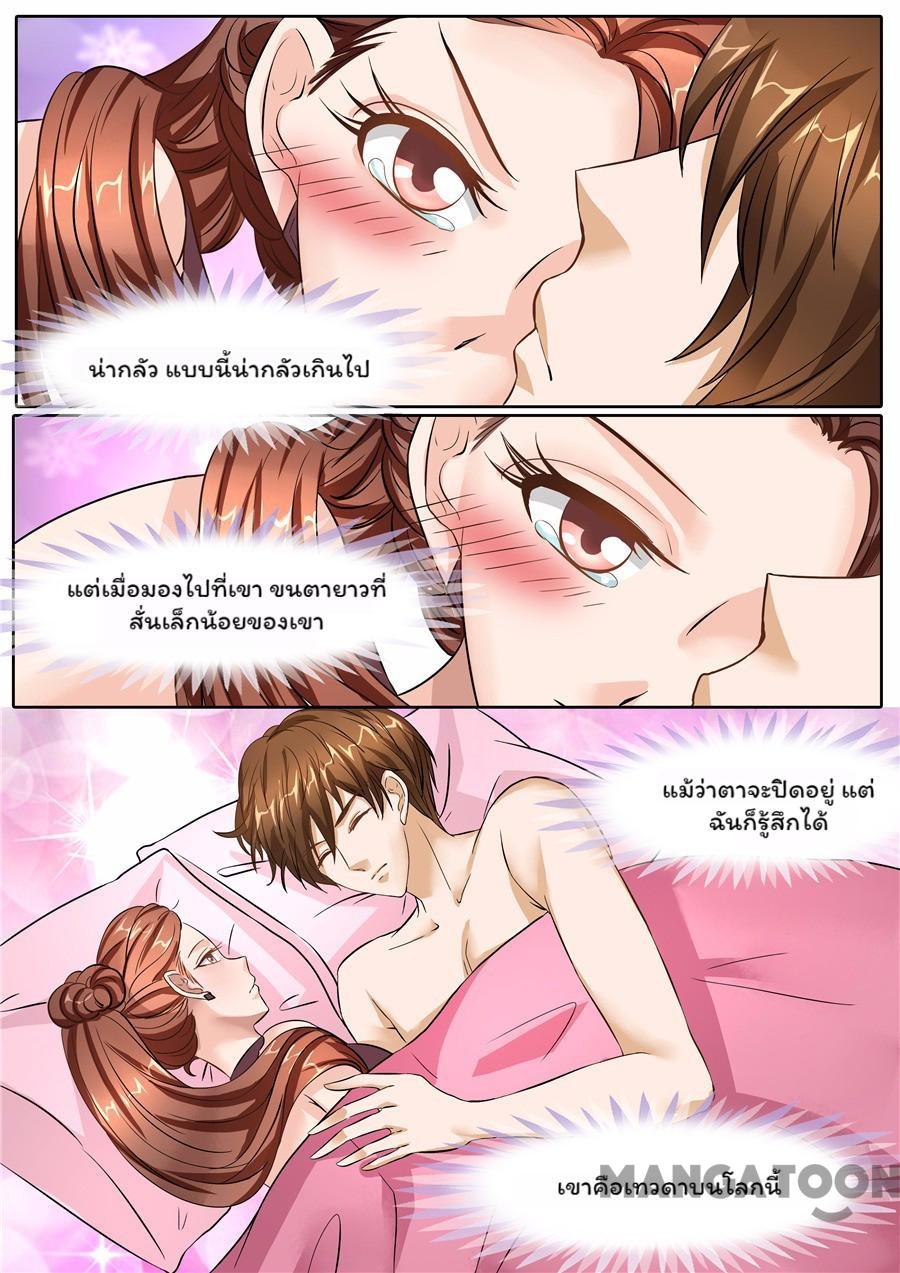 น่ากลัว แบบนี้น่ากลัวเกินไป
แต่เมื่อมองไปที่เขา ขนตายาวที่
สั่นเล็กน้อยของเขา
แม้ว่าตาจะปิดอยู่ แต่
ฉันก็รู้สึกได้
เขาคือเทวดาบนโลกนี้
MANGATOON